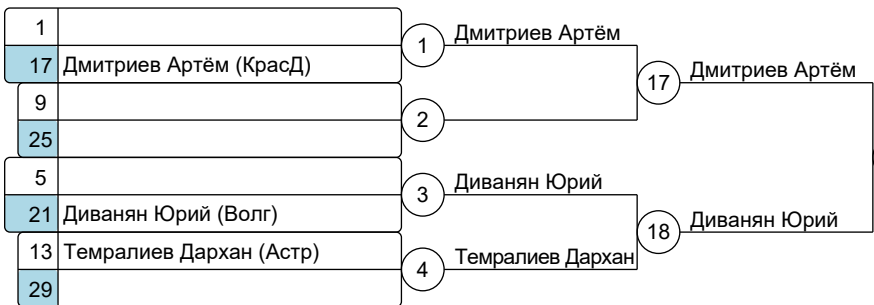 1
1 Дмитриев Артём
17 Дмитриев Артём (КрасД)
17 Дмитриев Артём
9
2
25
5
3 Диванян Юрий
21 Диванян Юрий (Волг)
18 Диванян Юрий
13 Темралиев Дархан (Астр)
4 Темралиев Дархан
29